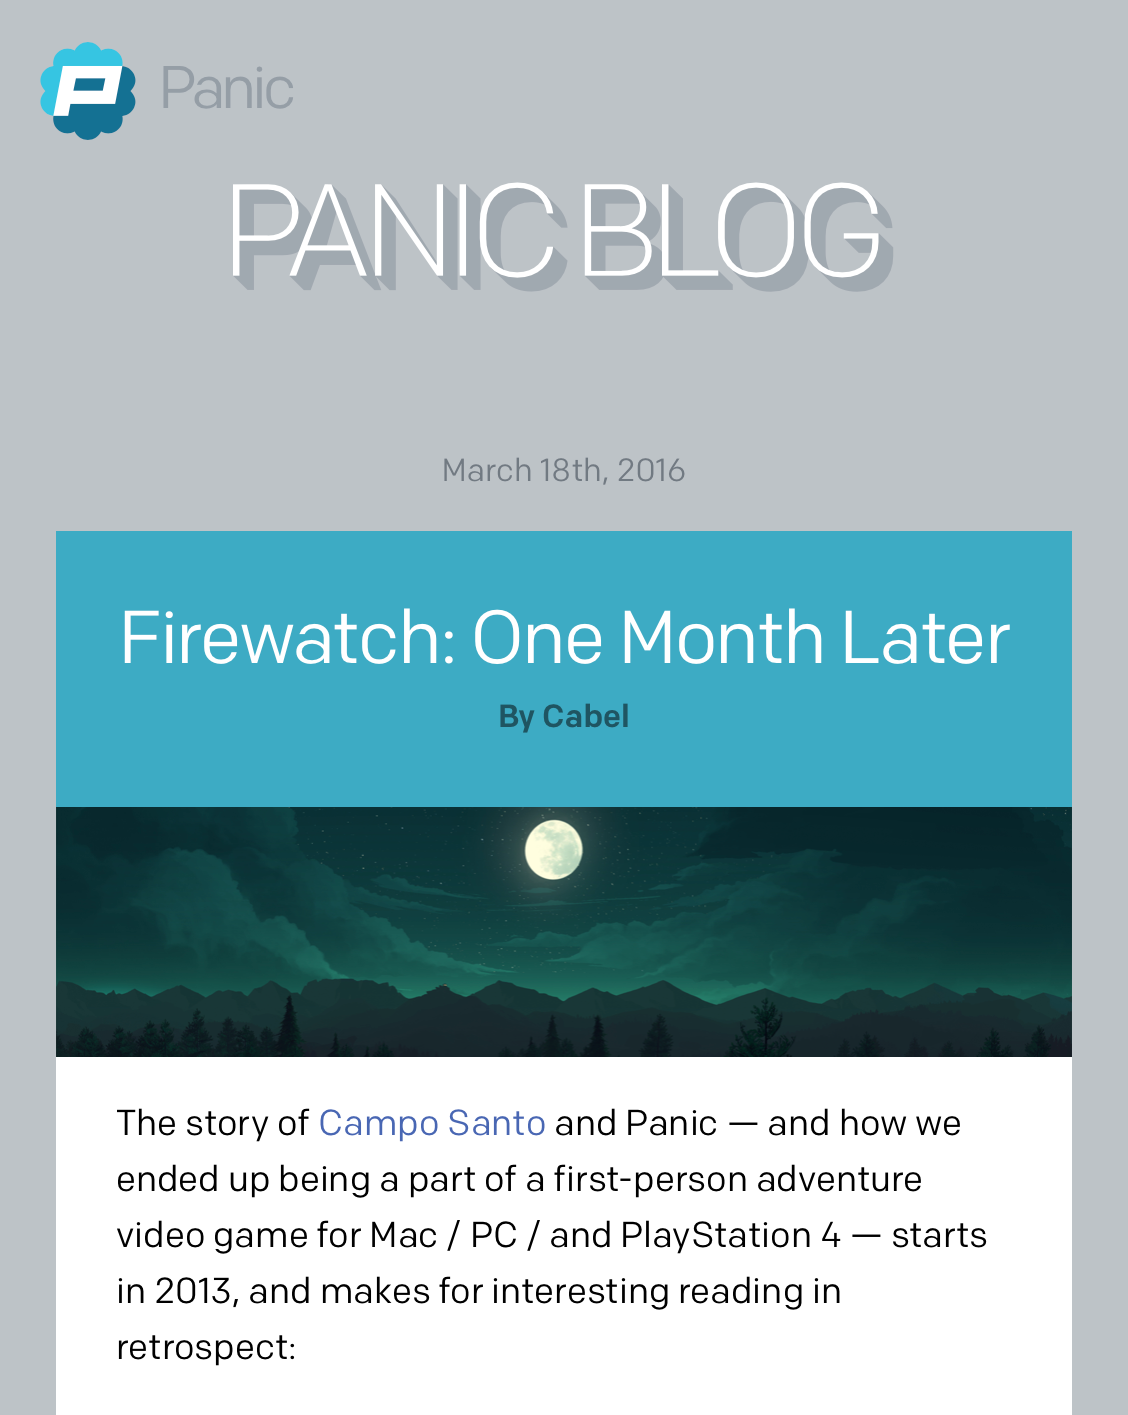 Panic
PANIC BLOG
March 18th, 2016
Firewatch: One Month Later
By Cabel
The story of Campo Santo and Panic — and how we
ended up being a part of a first-person adventure
video game for Mac / PC / and PlayStation 4 — starts
in 2013, and makes for interesting reading in
retrospect: